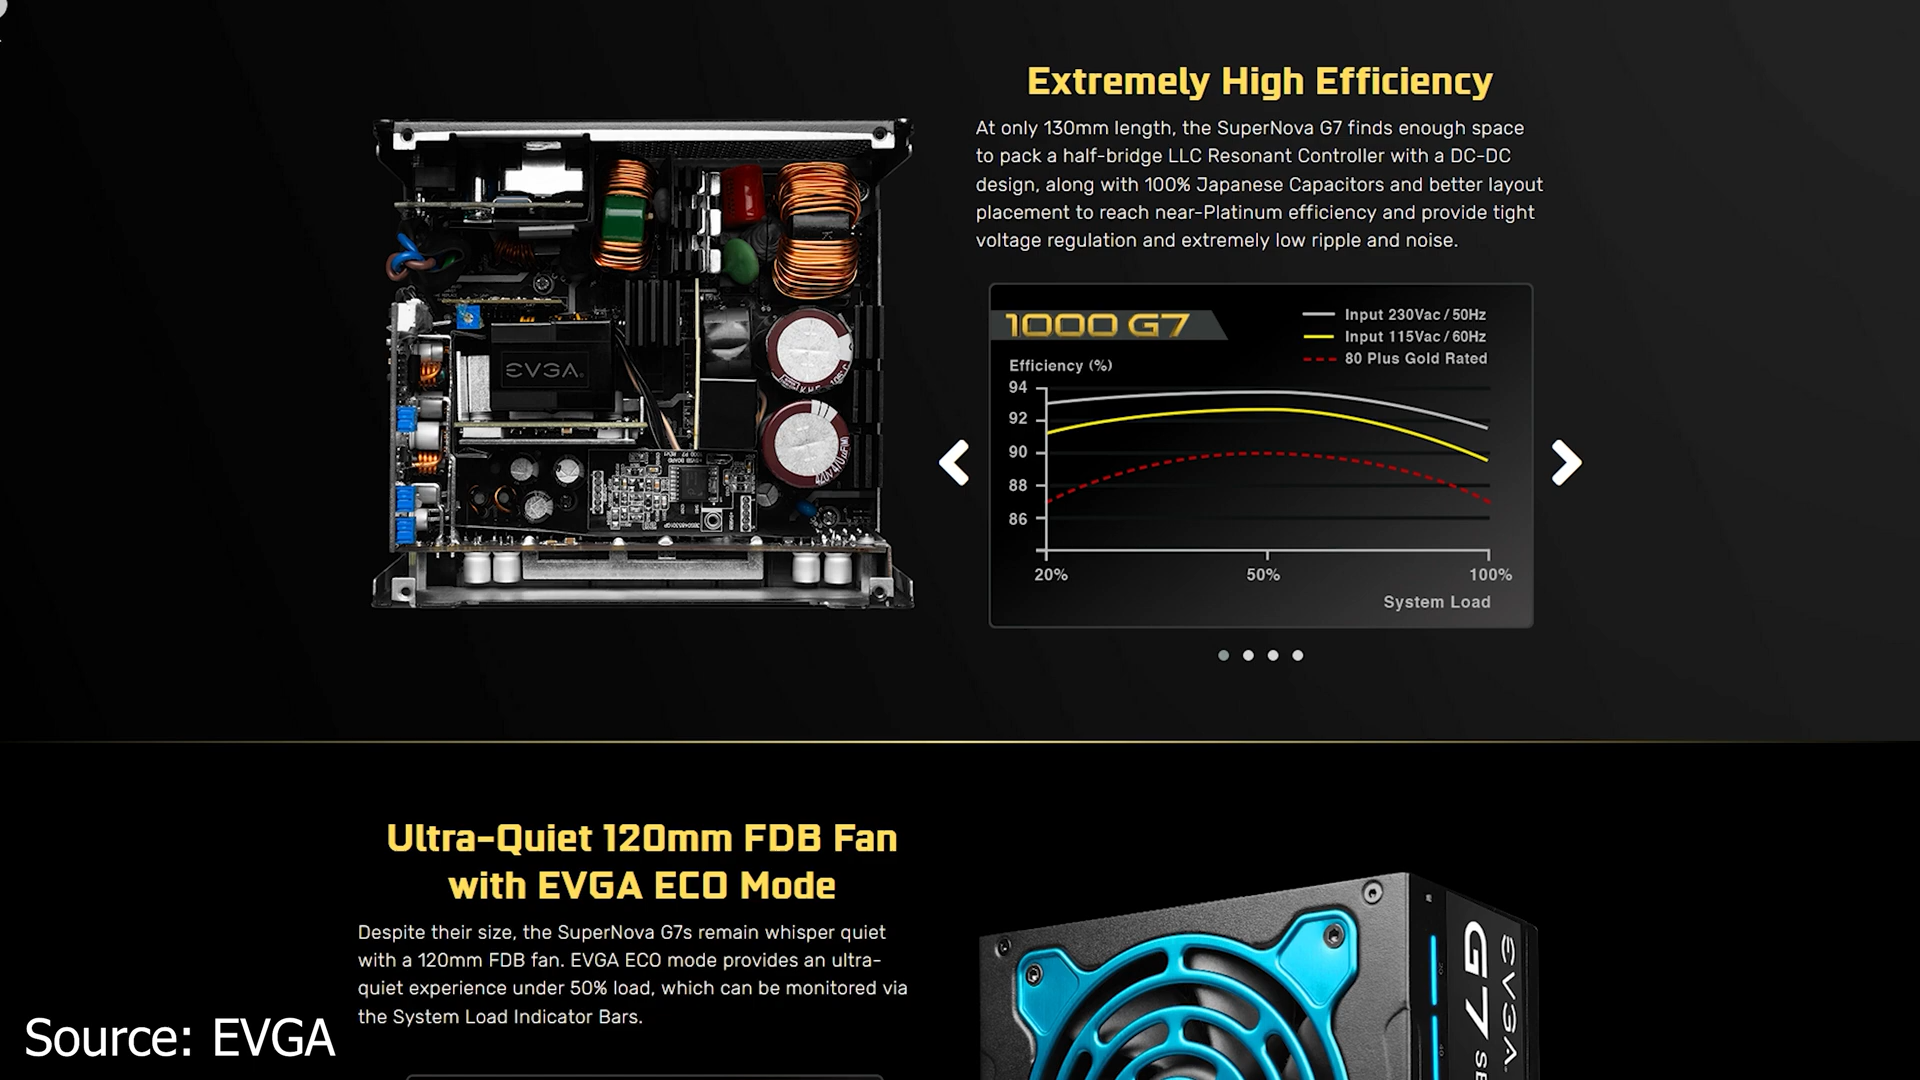 Extremely High Efficiency
At only 130mm length, the SuperNova G7 finds enough space
to pack a half-bridge LLC Resonant Controller with a DC-DC
design, along with 100% Japanese Capacitors and better layout
placement to reach near-Platinum efficiency and provide tight
voltage regulation and extremely low ripple and noise.
EVGA
1000 G7
Input 230Vac / 50Hz
Input 115Vac / 60Hz
80 Plus Gold Rated
Efficiency (%)
94
92
90
88
86
20%
50%
100%
System Load
Ultra-Quiet 120mm FDB Fan
with EVGA ECO Mode
Despite their size, the SuperNova G7s remain whisper quiet
with a 120mm FDB fan. EVGA ECO mode provides an ultra-
quiet experience under 50% load, which can be monitored via
the System Load Indicator Bars.
EVGA
G7 SE
Source: EVGA